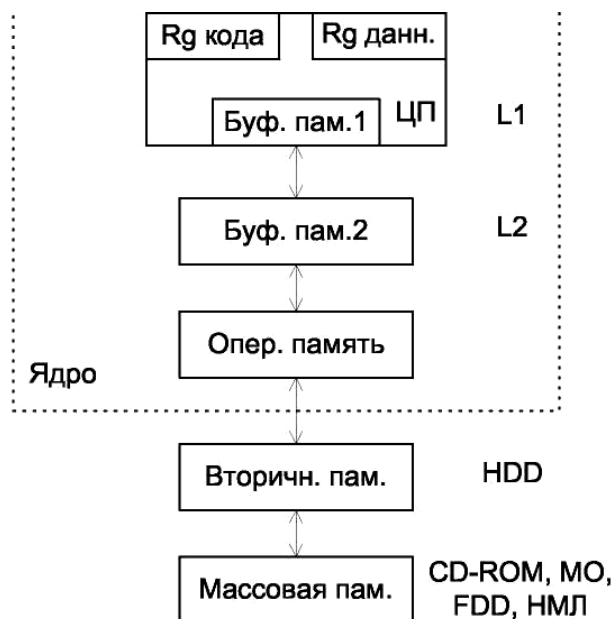 Rg кода
Rg данн.
Буф. пам.1
ЦП
L1
Буф. пам.2
L2
Опер. память
Ядро
Вторичн. пам.
HDD
Массовая пам.
CD-ROM, МО,
FDD, НМЛ